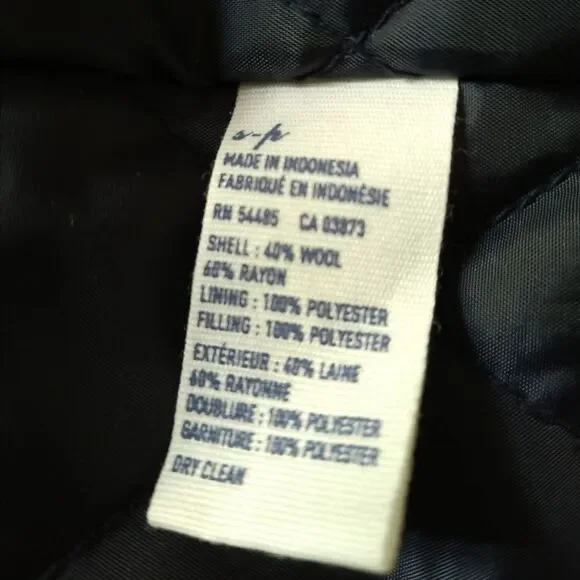 s-p
MADE IN INDONESIA
FABRIQUÉ EN INDONÉSIE
RN 54485 CA 03873
SHELL : 40% WOOL
60% RAYON
LINING : 100% POLYESTER
FILLING : 100% POLYESTER
EXTÉRIEUR : 40% LAINE
60% RAYONNE
DOUBLURE : 100% POLYESTER
GARNITURE : 100% POLYESTER
DRY CLEAN